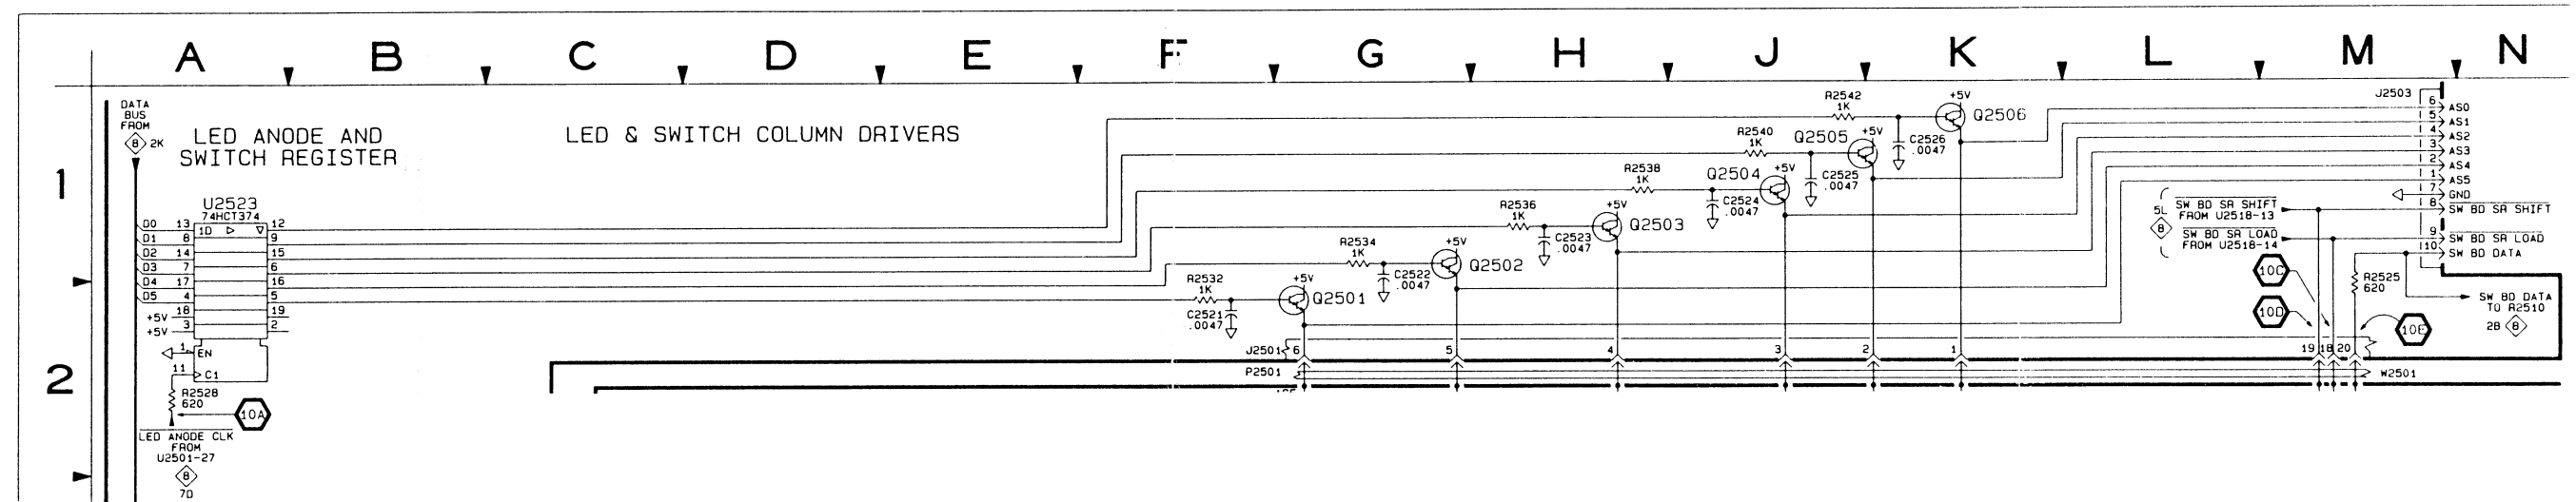 A B C D E F G H J K L M N
1
2
DATA
BUS
FROM
8 2K
LED ANODE AND
SWITCH REGISTER
LED & SWITCH COLUMN DRIVERS
U2523
74HCT374
D0 13 1D 12
D1 8 9
D2 14 15
D3 7 6
D4 17 16
D5 4 5
18 19
+5V 3 2
+5V
1 EN
11 C1
R2528
620
10A
LED ANODE CLK
FROM
U2501-27
8
7D
R2532
1K
C2521
.0047
+5V
Q2501
R2534
1K
C2522
.0047
+5V
Q2502
R2536
1K
C2523
.0047
+5V
Q2503
R2538
1K
C2524
.0047
+5V
Q2504
R2540
1K
C2525
.0047
+5V
Q2505
R2542
1K
C2526
.0047
+5V
Q2506
J2501 6 5 4 3 2 1 19 18 20
P2501
W2501
J2503
6 AS0
5 AS1
4 AS2
3 AS3
2 AS4
1 AS5
7 GND
8 SW BD SR SHIFT
9 SW BD SR LOAD
10 SW BD DATA
5L
8
SW BD SR SHIFT
FROM U2518-13
SW BD SR LOAD
FROM U2518-14
10C
10D
10E
R2525
620
SW BD DATA
TO R2510
2B 8